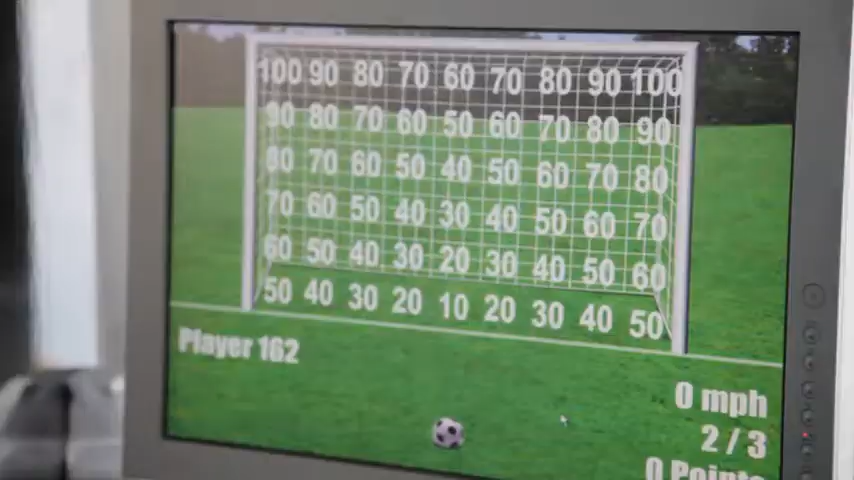 100 90 80 70 60 70 80 90 100
90 80 70 60 50 60 70 80 90
80 70 60 50 40 50 60 70 80
70 60 50 40 30 40 50 60 70
60 50 40 30 20 30 40 50 60
50 40 30 20 10 20 30 40 50
Player 162
0 mph
2 / 3
0 Points